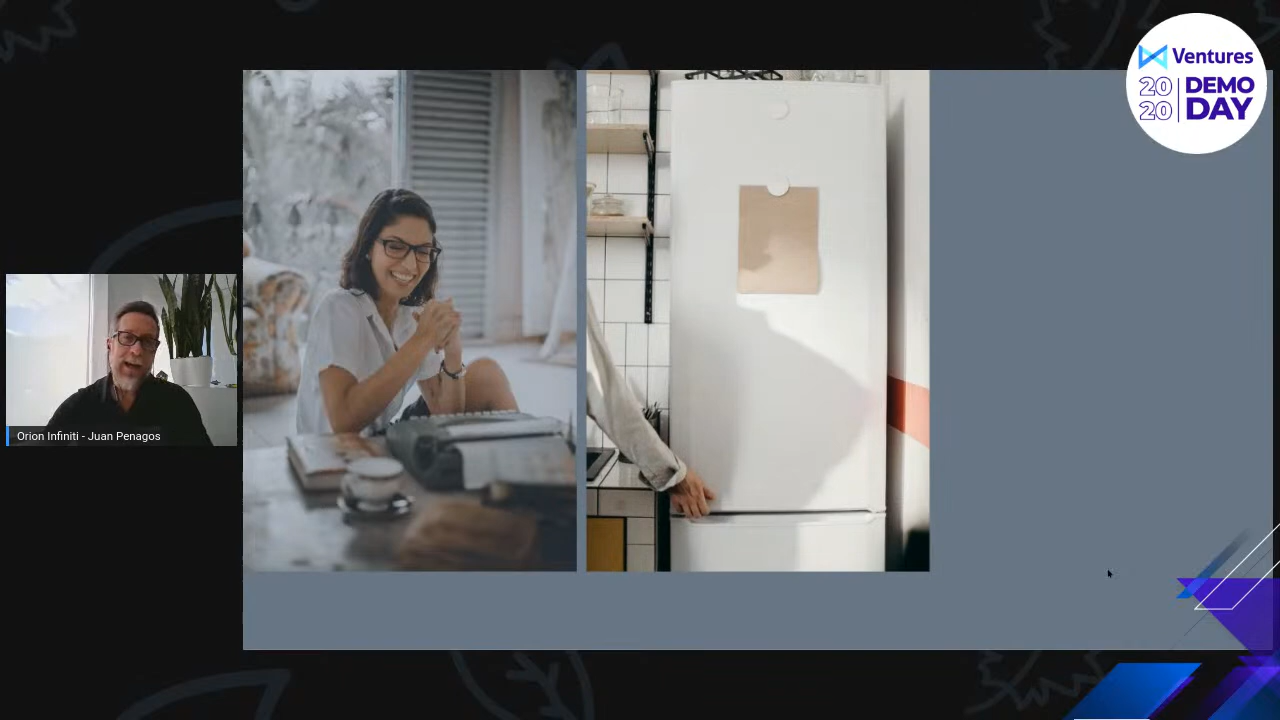 Ventures
20
20
DEMO
DAY
Orion Infiniti - Juan Penagos